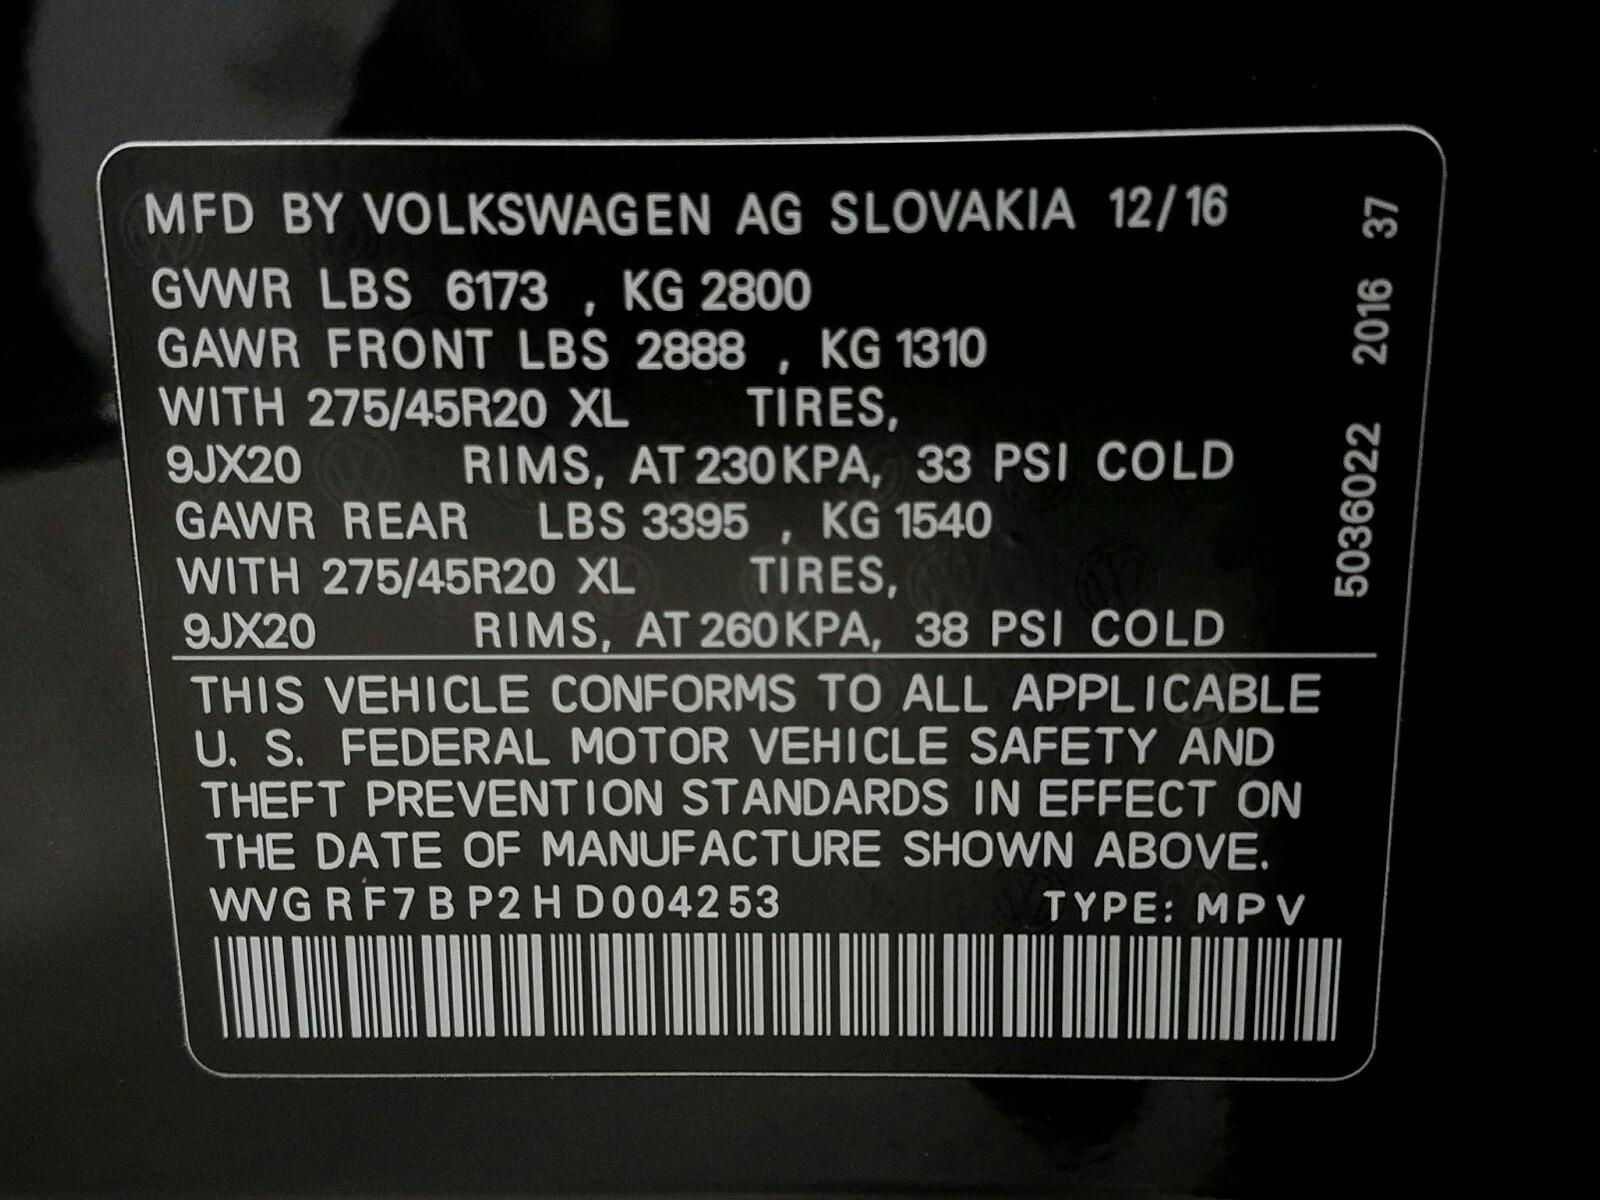 MFD BY VOLKSWAGEN AG SLOVAKIA 12/16
GVWR LBS 6173 , KG 2800
GAWR FRONT LBS 2888 , KG 1310
WITH 275/45R20 XL TIRES,
9JX20 RIMS, AT 230KPA, 33 PSI COLD
GAWR REAR LBS 3395 , KG 1540
WITH 275/45R20 XL TIRES,
9JX20 RIMS, AT 260KPA, 38 PSI COLD
THIS VEHICLE CONFORMS TO ALL APPLICABLE
U. S. FEDERAL MOTOR VEHICLE SAFETY AND
THEFT PREVENTION STANDARDS IN EFFECT ON
THE DATE OF MANUFACTURE SHOWN ABOVE.
WVGRF7BP2HD004253 TYPE: MPV
5036022 2016 37